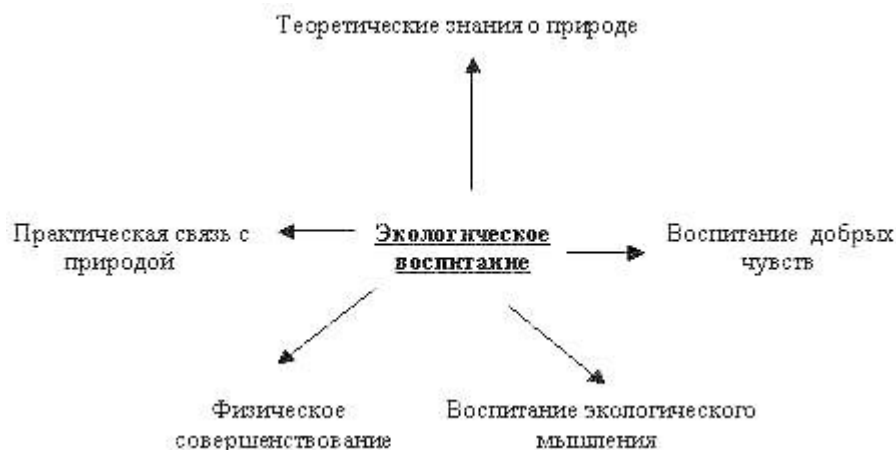 Теоретические знания о природе
Практическая связь с
природой
Экологическое
воспитание
Воспитание добрых
чувств
Физическое
совершенствование
Воспитание экологического
мышления